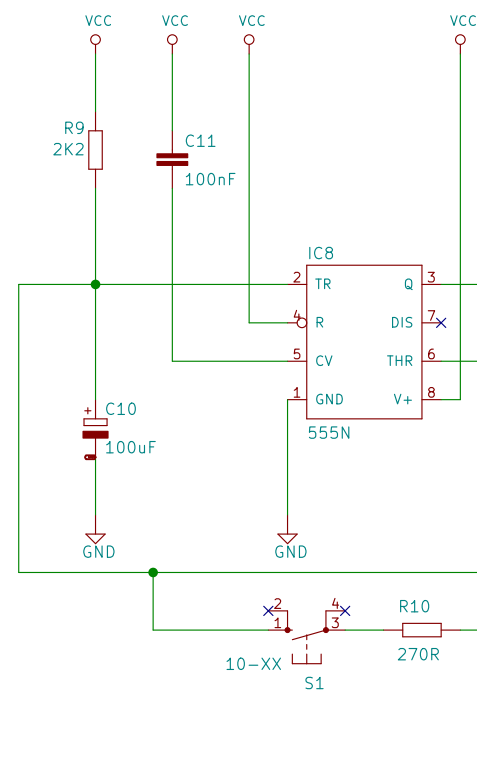 VCC VCC VCC VCC
R9
2K2
C11
100nF
IC8
2 TR Q 3
4 R DIS 7
5 CV THR 6
1 GND V+ 8
555N
+ C10
100uF
GND GND
2 4
1 3
R10
270R
10-XX
S1